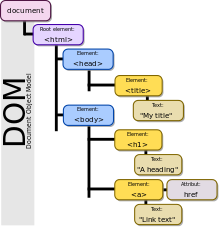 document
Root element:
<html>
Element:
<head>
Element:
<title>
Text:
"My title"
Element:
<body>
Element:
<h1>
Text:
"A heading"
Element:
<a>
Attribut:
href
Text:
"Link text"
DOM
Document Object Model